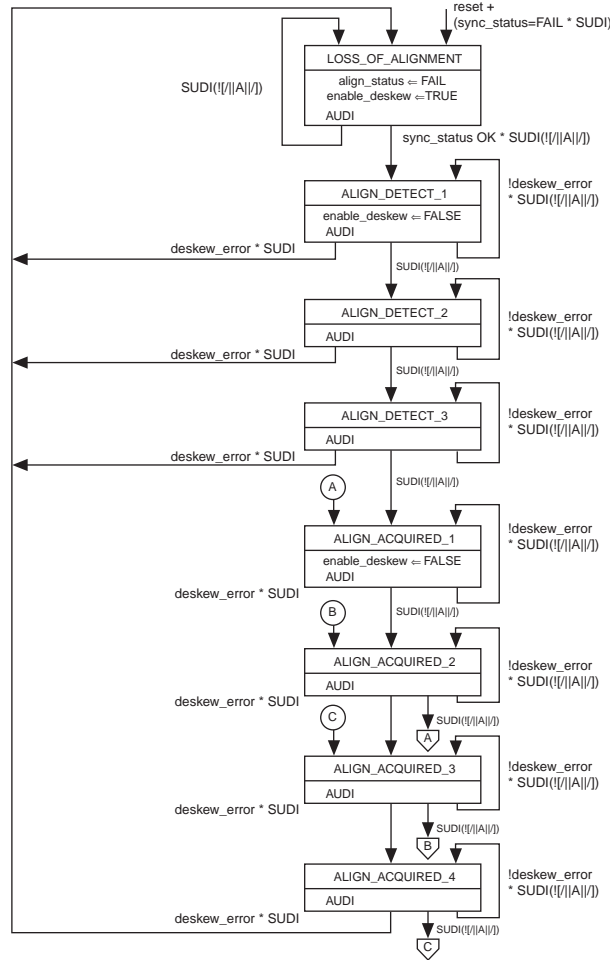 reset +
(sync_status=FAIL * SUDI)
LOSS_OF_ALIGNMENT
SUDI(![/||A||/])
align_status ⇐ FAIL
enable_deskew ⇐TRUE
AUDI
sync_status OK * SUDI(![/||A||/])
ALIGN_DETECT_1
!deskew_error
* SUDI(![/||A||/])
enable_deskew ⇐ FALSE
AUDI
deskew_error * SUDI
SUDI(![/||A||/])
ALIGN_DETECT_2
!deskew_error
* SUDI(![/||A||/])
AUDI
deskew_error * SUDI
SUDI(![/||A||/])
ALIGN_DETECT_3
!deskew_error
* SUDI(![/||A||/])
AUDI
deskew_error * SUDI
SUDI(![/||A||/])
A
ALIGN_ACQUIRED_1
!deskew_error
* SUDI(![/||A||/])
enable_deskew ⇐ FALSE
AUDI
deskew_error * SUDI
SUDI(![/||A||/])
B
ALIGN_ACQUIRED_2
!deskew_error
* SUDI(![/||A||/])
AUDI
deskew_error * SUDI
SUDI(![/||A||/])
C
A
ALIGN_ACQUIRED_3
!deskew_error
* SUDI(![/||A||/])
AUDI
deskew_error * SUDI
SUDI(![/||A||/])
B
ALIGN_ACQUIRED_4
!deskew_error
* SUDI(![/||A||/])
AUDI
deskew_error * SUDI
SUDI(![/||A||/])
C